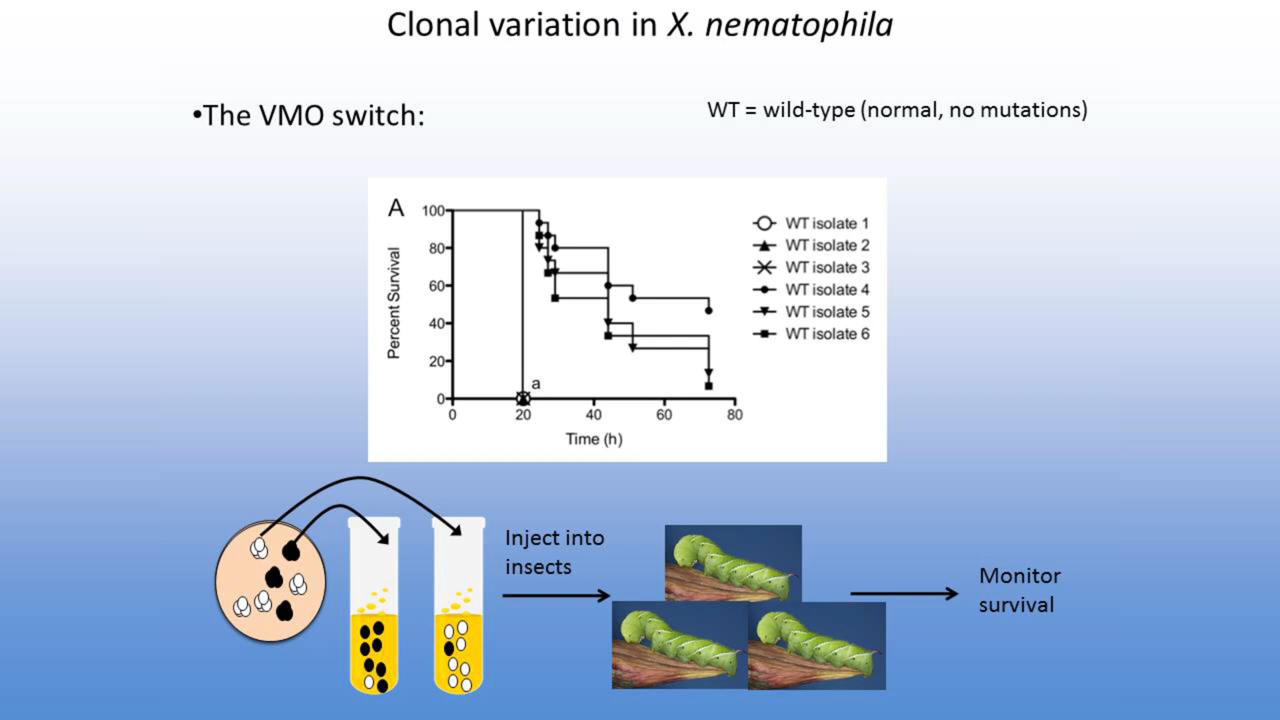 Clonal variation in X. nematophila
•The VMO switch:
WT = wild-type (normal, no mutations)
A
Percent Survival
100
80
60
40
20
0
a
0 20 40 60 80
Time (h)
WT isolate 1
WT isolate 2
WT isolate 3
WT isolate 4
WT isolate 5
WT isolate 6
Inject into
insects
Monitor
survival